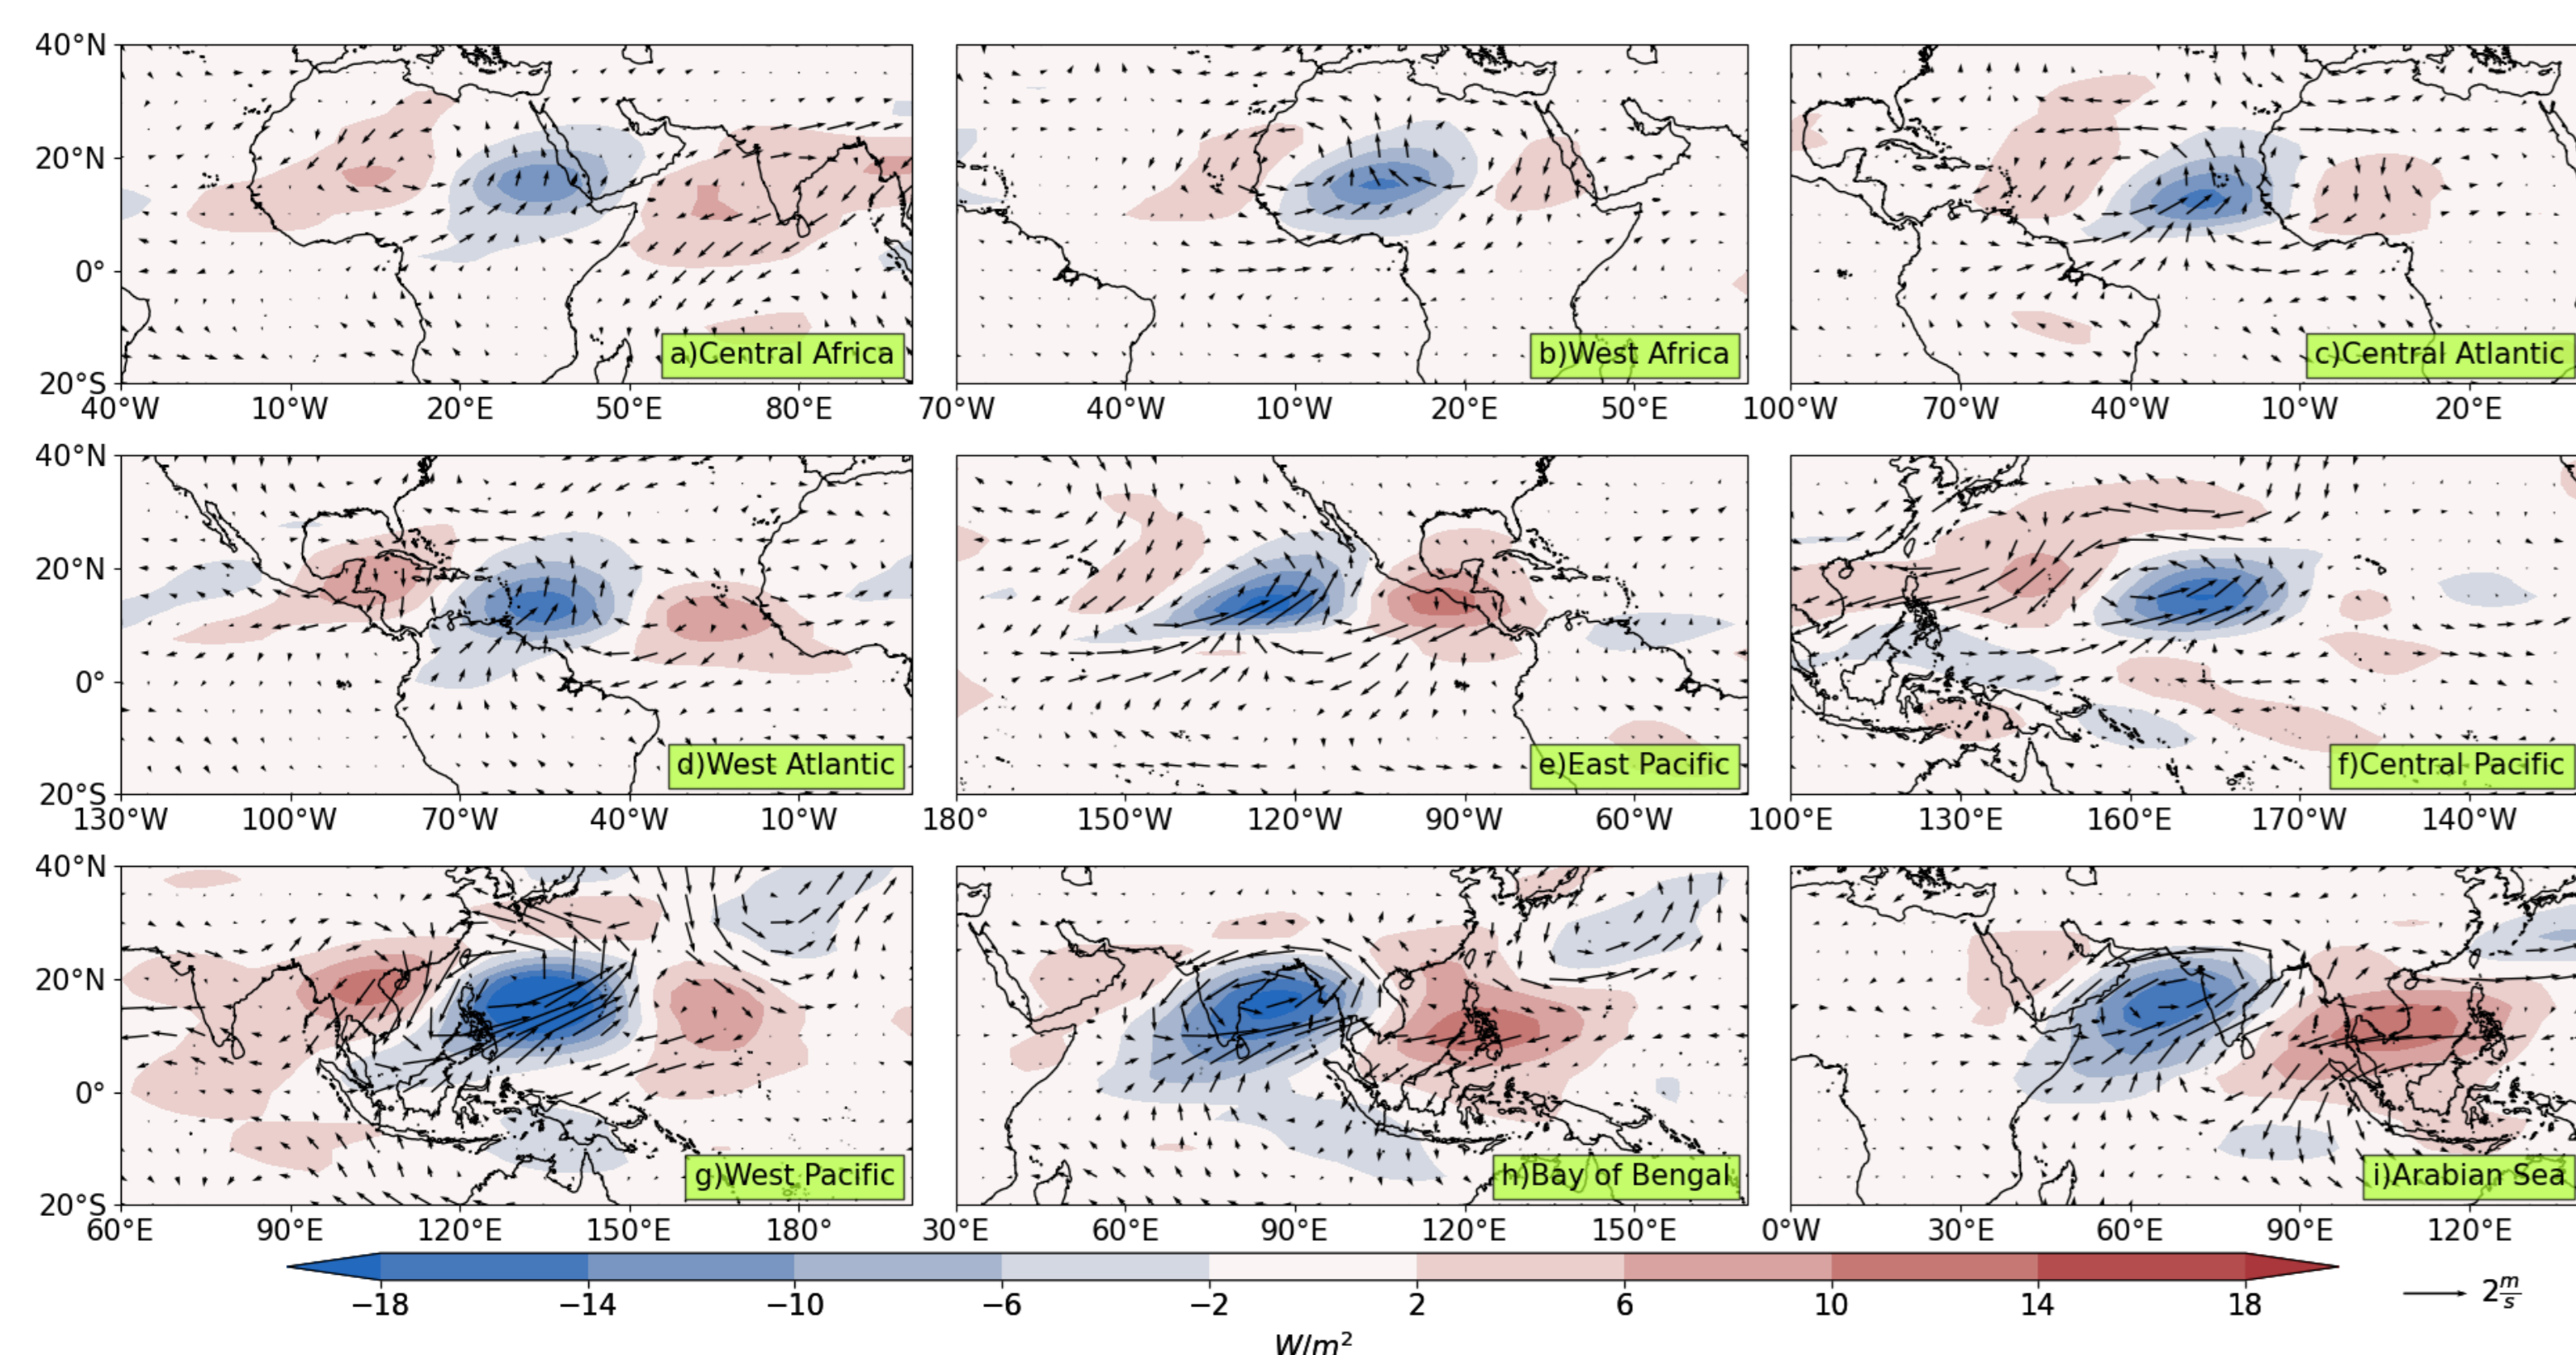 40°N
20°N
0°
20°S
a)Central Africa
b)West Africa
c)Central Atlantic
40°W 10°W 20°E 50°E 80°E
70°W 40°W 10°W 20°E 50°E
100°W 70°W 40°W 10°W 20°E
40°N
20°N
0°
20°S
d)West Atlantic
e)East Pacific
f)Central Pacific
130°W 100°W 70°W 40°W 10°W
180° 150°W 120°W 90°W 60°W
100°E 130°E 160°E 170°W 140°W
40°N
20°N
0°
20°S
g)West Pacific
h)Bay of Bengal
i)Arabian Sea
60°E 90°E 120°E 150°E 180°
30°E 60°E 90°E 120°E 150°E
0°W 30°E 60°E 90°E 120°E
−18 −14 −10 −6 −2 2 6 10 14 18
W/m²
2 m/s